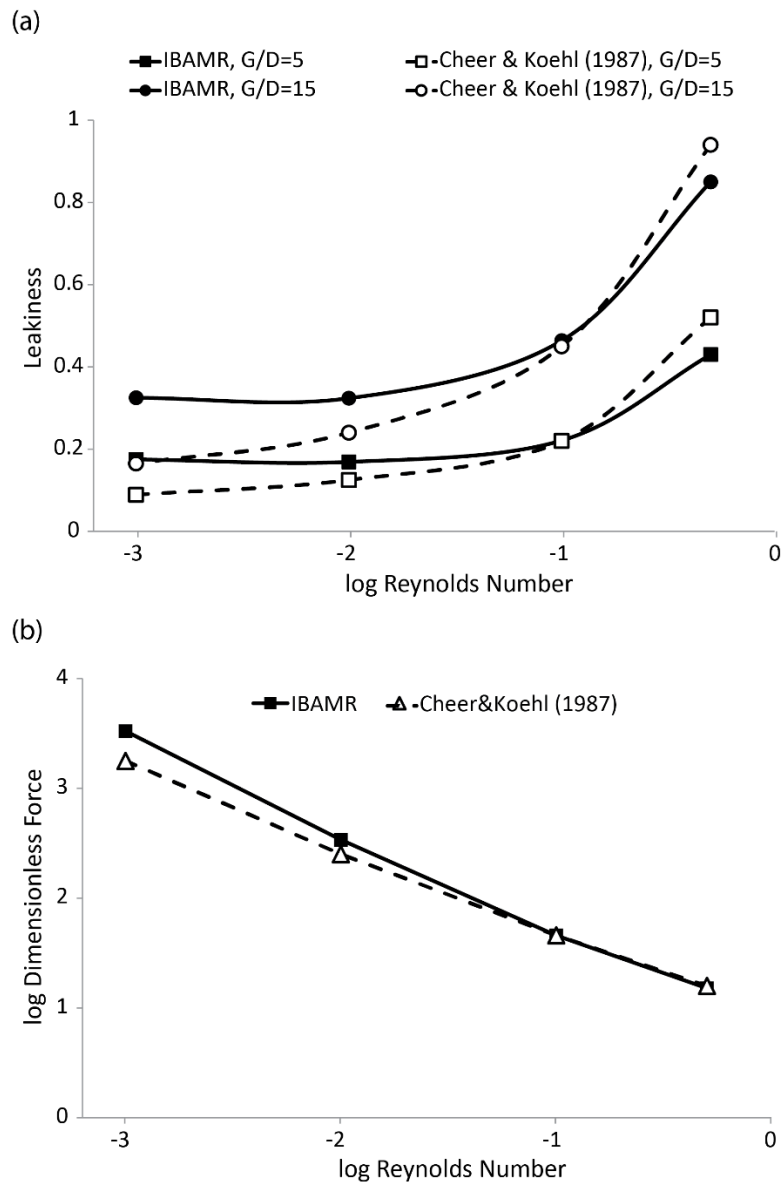 (a)
IBAMR, G/D=5 Cheer & Koehl (1987), G/D=5
IBAMR, G/D=15 Cheer & Koehl (1987), G/D=15
1
0.8
0.6
0.4
0.2
0
Leakiness
-3 -2 -1 0
log Reynolds Number
(b)
4
3
2
1
0
IBAMR Cheer&Koehl (1987)
log Dimensionless Force
-3 -2 -1 0
log Reynolds Number